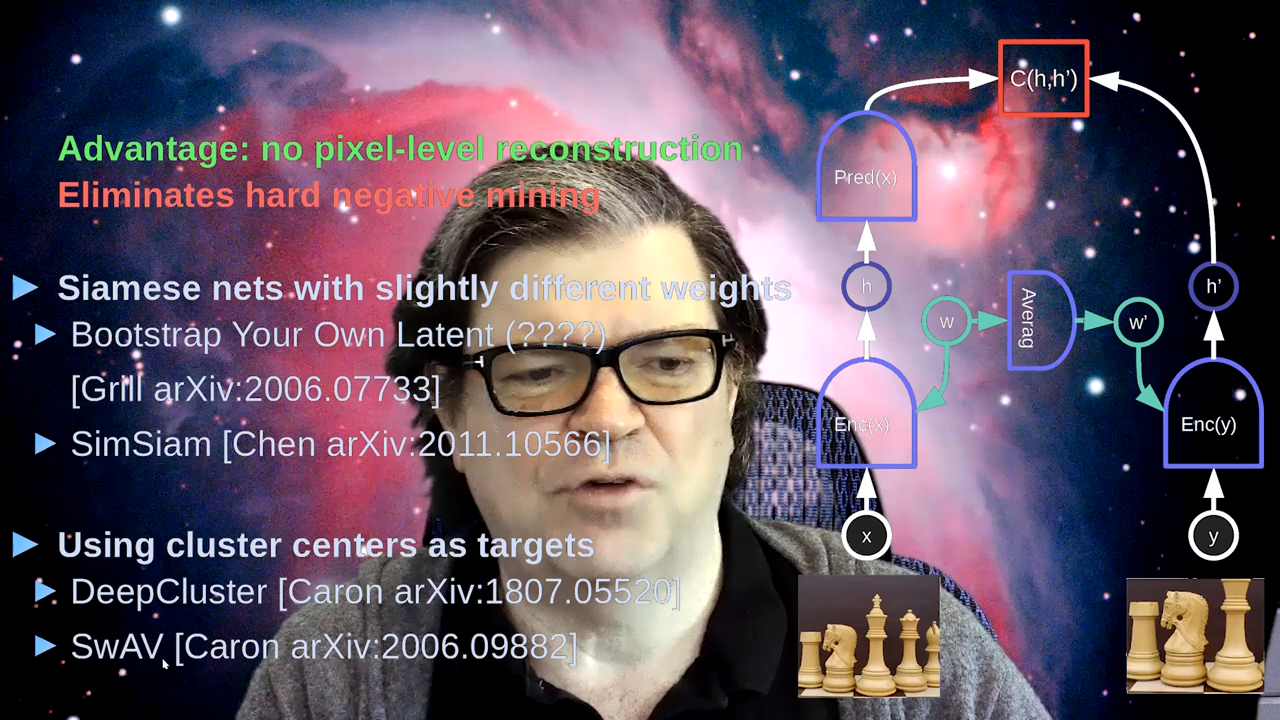 Advantage: no pixel-level reconstruction
Eliminates hard negative mining
Siamese nets with slightly different weights
Bootstrap Your Own Latent (????)
[Grill arXiv:2006.07733]
SimSiam [Chen arXiv:2011.10566]
Using cluster centers as targets
DeepCluster [Caron arXiv:1807.05520]
SwAV [Caron arXiv:2006.09882]
C(h,h’)
Pred(x)
h
h’
w
Averag
w’
Enc(x)
Enc(y)
x
y